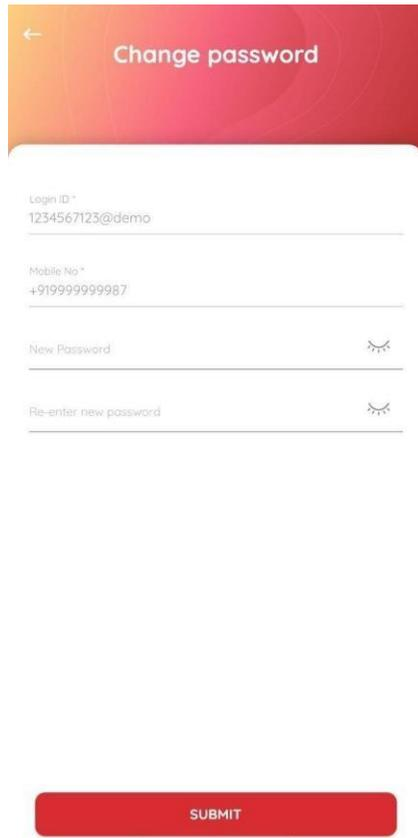 Change password
Login ID *
1234567123@demo
Mobile No *
+919999999987
New Password
Re-enter new password
SUBMIT